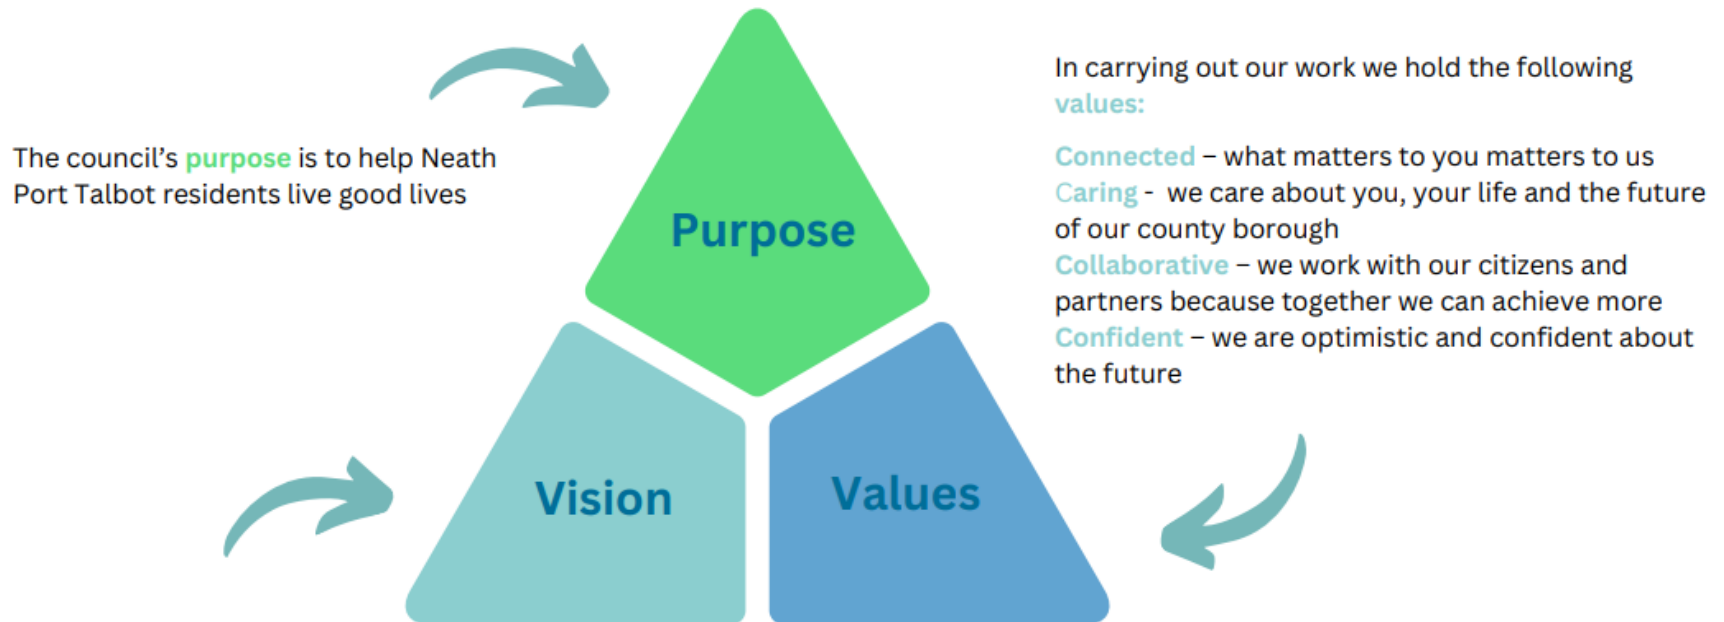 The council’s purpose is to help Neath
Port Talbot residents live good lives
Purpose
Vision
Values
In carrying out our work we hold the following
values:
Connected – what matters to you matters to us
Caring -  we care about you, your life and the future
of our county borough
Collaborative – we work with our citizens and
partners because together we can achieve more
Confident – we are optimistic and confident about
the future